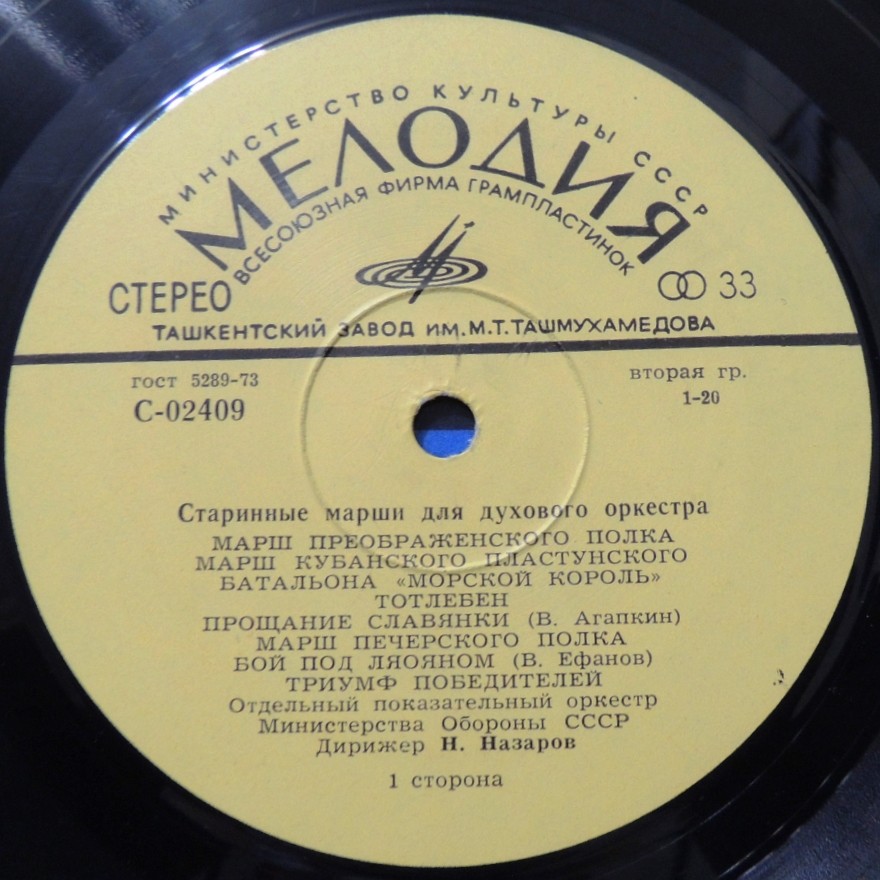 МИНИСТЕРСТВО КУЛЬТУРЫ СССР
МЕЛОДИЯ
ВСЕСОЮЗНАЯ ФИРМА ГРАМПЛАСТИНОК
СТЕРЕО
33
ТАШКЕНТСКИЙ ЗАВОД ИМ.М.Т.ТАШМУХАМЕДОВА
гост 5289-73
вторая гр.
С-02409
1-20
Старинные марши для духового оркестра
МАРШ ПРЕОБРАЖЕНСКОГО ПОЛКА
МАРШ КУБАНСКОГО ПЛАСТУНСКОГО
БАТАЛЬОНА «МОРСКОЙ КОРОЛЬ»
ТОТЛЕБЕН
ПРОЩАНИЕ СЛАВЯНКИ (В. Агапкин)
МАРШ ПЕЧЕРСКОГО ПОЛКА
БОЙ ПОД ЛЯОЯНОМ (В. Ефанов)
ТРИУМФ ПОБЕДИТЕЛЕЙ
Отдельный показательный оркестр
Министерства Обороны СССР
Дирижер Н. Назаров
1 сторона